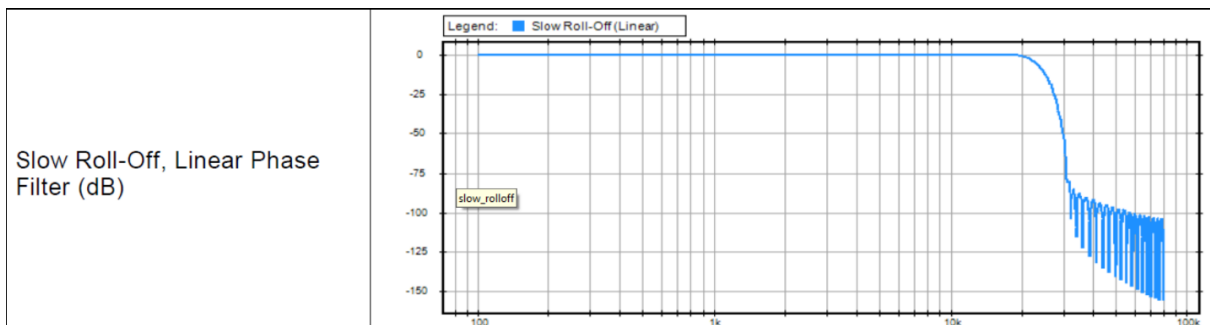 Legend: Slow Roll-Off (Linear)
0
-25
-50
Slow Roll-Off, Linear Phase
Filter (dB)
-75
slow_rolloff
-100
-125
-150
100 1k 10k 100k